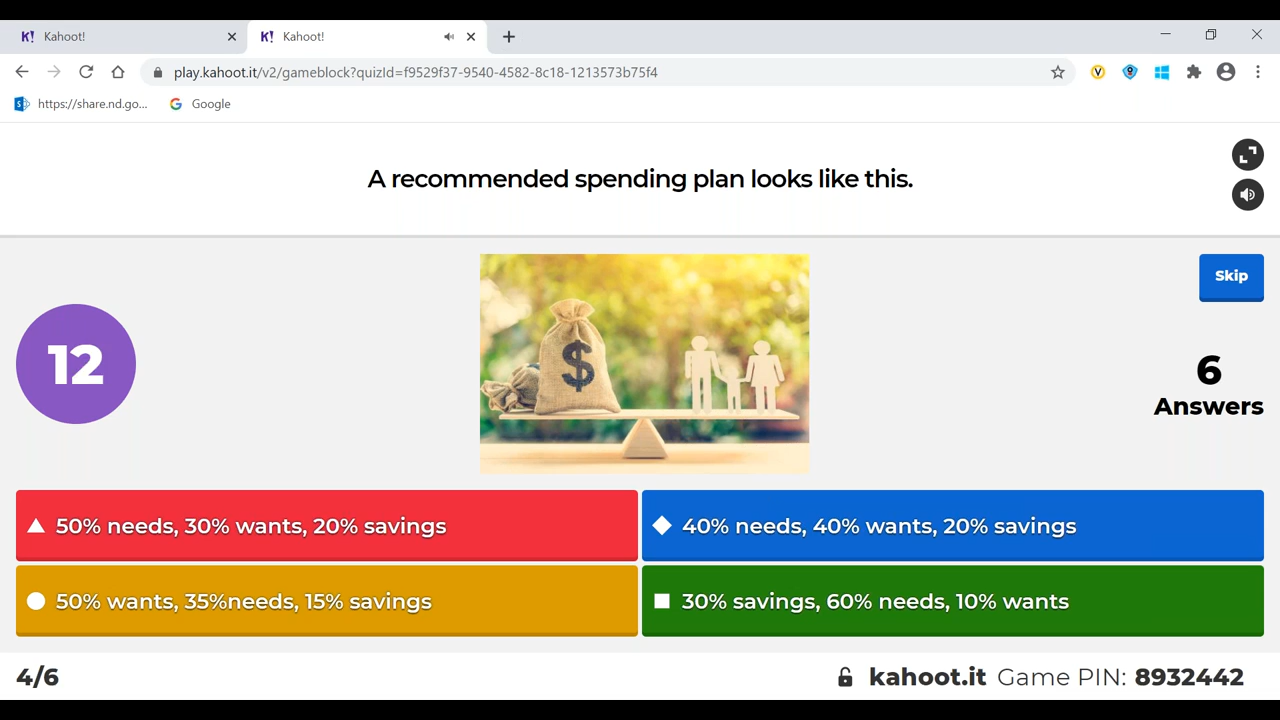 K! Kahoot!
K! Kahoot!
play.kahoot.it/v2/gameblock?quizId=f9529f37-9540-4582-8c18-1213573b75f4
https://share.nd.go...
Google
A recommended spending plan looks like this.
Skip
12
$
6
Answers
50% needs, 30% wants, 20% savings
40% needs, 40% wants, 20% savings
50% wants, 35%needs, 15% savings
30% savings, 60% needs, 10% wants
4/6
kahoot.it Game PIN: 8932442